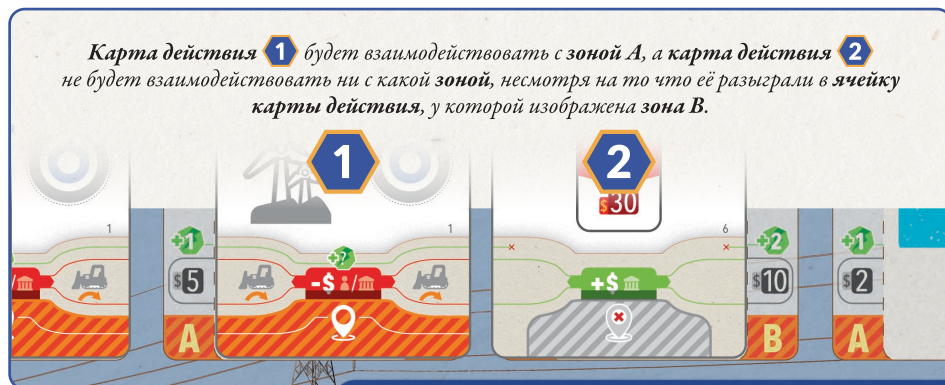 Карта действия 1 будет взаимодействовать с зоной A, а карта действия 2
не будет взаимодействовать ни с какой зоной, несмотря на то что её разыграли в ячейку
карты действия, у которой изображена зона B.
1 2
$30
1 1 6
+1 +? +2 +1
$5 -$ / +$ $10 $2
A B A